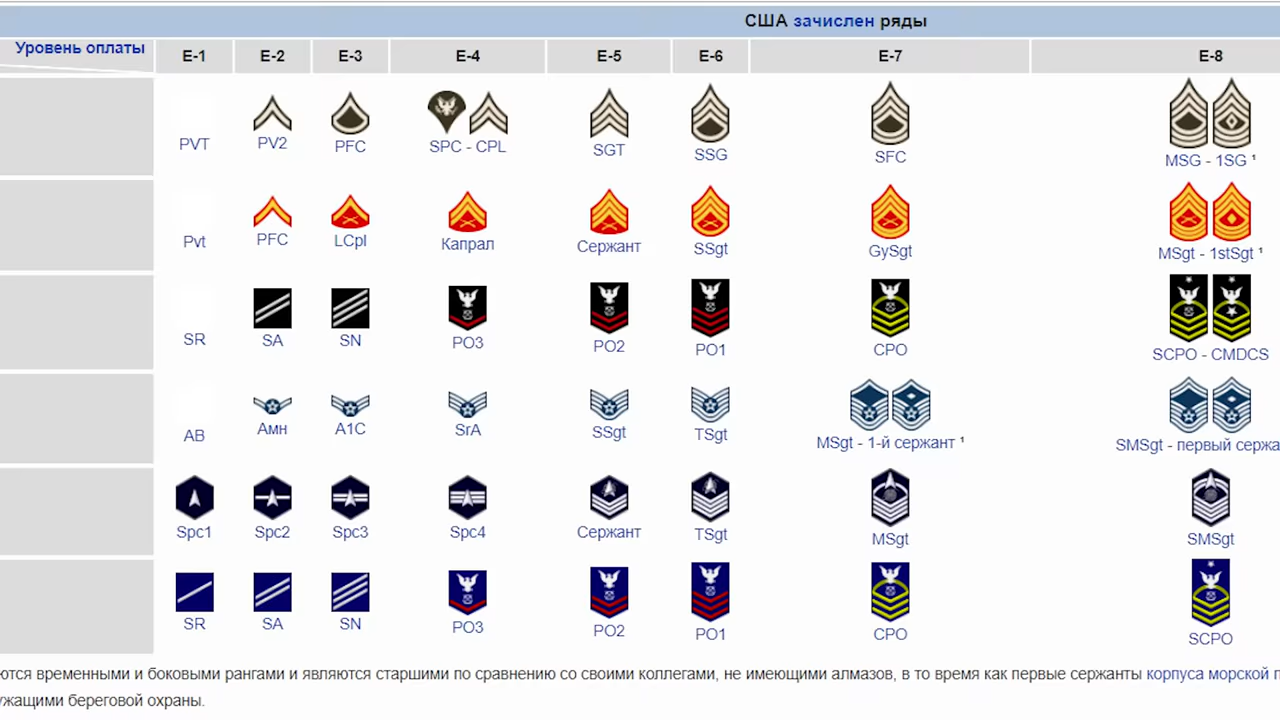 США зачислен ряды
Уровень оплаты E-1 E-2 E-3 E-4 E-5 E-6 E-7 E-8
PVT PV2 PFC SPC - CPL SGT SSG SFC MSG - 1SG ¹
Pvt PFC LCpl Капрал Сержант SSgt GySgt MSgt - 1stSgt ¹
SR SA SN PO3 PO2 PO1 CPO SCPO - CMDCS
AB Амн A1C SrA SSgt TSgt MSgt - 1-й сержант ¹ SMSgt - первый сержа
Spc1 Spc2 Spc3 Spc4 Сержант TSgt MSgt SMSgt
SR SA SN PO3 PO2 PO1 CPO SCPO
ются временными и боковыми рангами и являются старшими по сравнению со своими коллегами, не имеющими алмазов, в то время как первые сержанты корпуса морской п
ужащими береговой охраны.